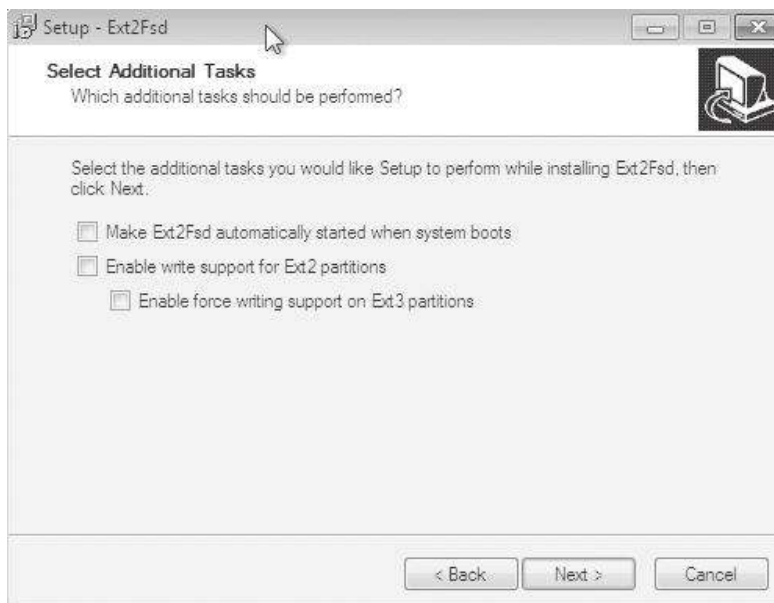 Setup - Ext2Fsd
Select Additional Tasks
Which additional tasks should be performed?
Select the additional tasks you would like Setup to perform while installing Ext2Fsd, then
click Next.
Make Ext2Fsd automatically started when system boots
Enable write support for Ext2 partitions
Enable force writing support on Ext3 partitions
< Back
Next >
Cancel